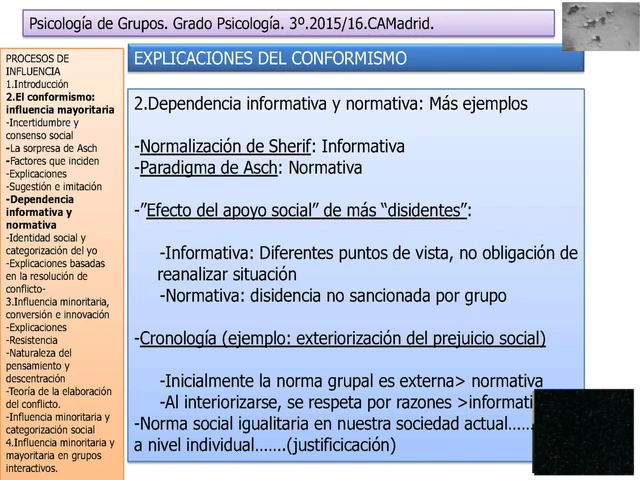 Psicología de Grupos. Grado Psicología. 3º.2015/16.CAMadrid.
PROCESOS DE
INFLUENCIA
1.Introducción
2.El conformismo:
influencia mayoritaria
-Incertidumbre y
consenso social
-La sorpresa de Asch
-Factores que inciden
-Explicaciones
-Sugestión e imitación
-Dependencia
informativa y
normativa
-Identidad social y
categorización del yo
-Explicaciones basadas
en la resolución de
conflicto-
3.Influencia minoritaria,
conversión e innovación
-Explicaciones
-Resistencia
-Naturaleza del
pensamiento y
descentración
-Teoría de la elaboración
del conflicto.
-Influencia minoritaria y
categorización social
4.Influencia minoritaria y
mayoritaria en grupos
interactivos.
EXPLICACIONES DEL CONFORMISMO
2.Dependencia informativa y normativa: Más ejemplos
-Normalización de Sherif: Informativa
-Paradigma de Asch: Normativa
-”Efecto del apoyo social” de más “disidentes”:
-Informativa: Diferentes puntos de vista, no obligación de
reanalizar situación
-Normativa: disidencia no sancionada por grupo
-Cronología (ejemplo: exteriorización del prejuicio social)
-Inicialmente la norma grupal es externa> normativa
-Al interiorizarse, se respeta por razones >informati
-Norma social igualitaria en nuestra sociedad actual……
a nivel individual…….(justificicación)